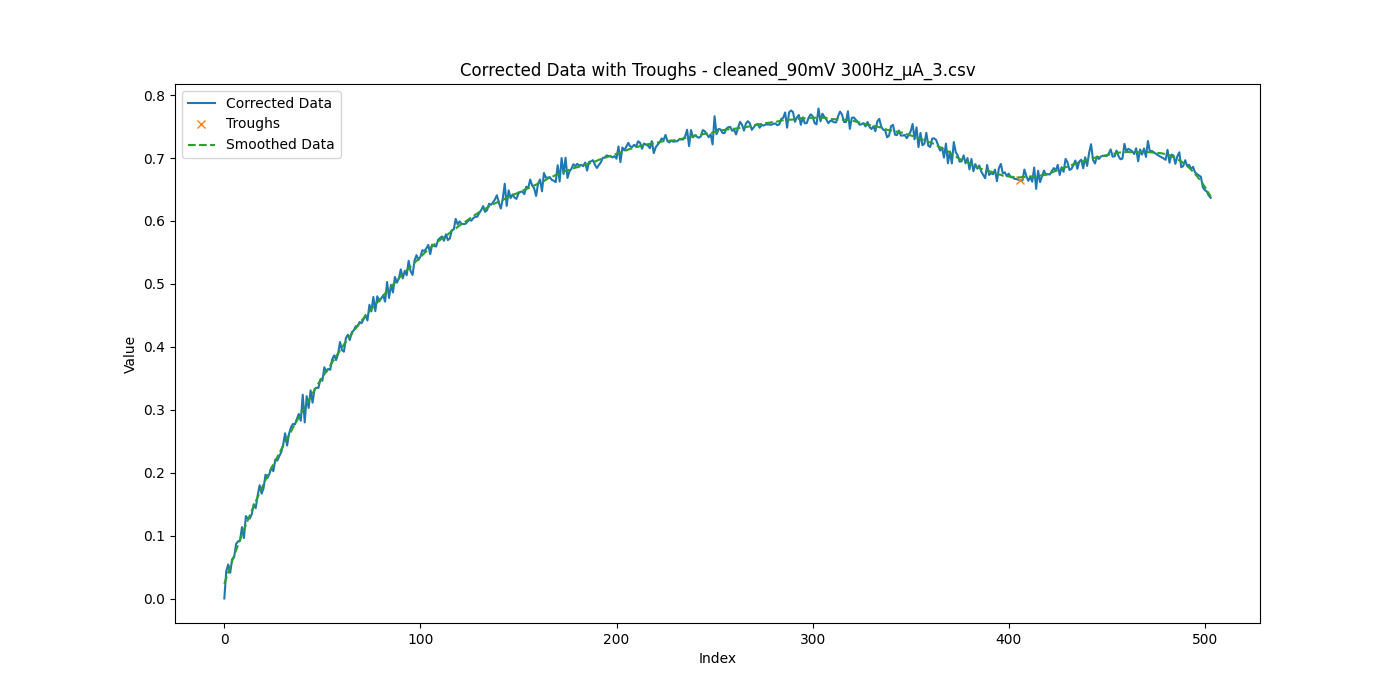 Corrected Data with Troughs - cleaned_90mV 300Hz_µA_3.csv
Corrected Data
Troughs
Smoothed Data
Value
0.8
0.7
0.6
0.5
0.4
0.3
0.2
0.1
0.0
0 100 200 300 400 500
Index